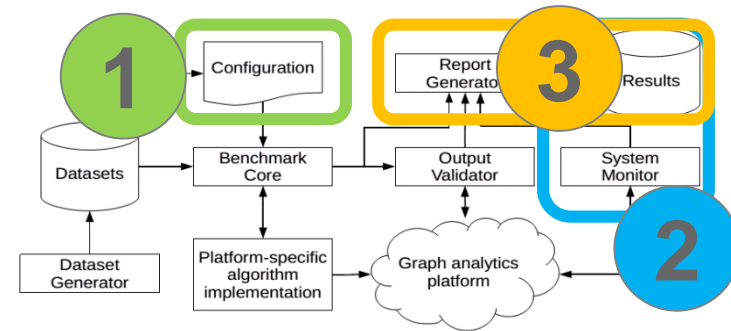 1
Configuration
Report
Generator
3
Results
Datasets
Benchmark
Core
Output
Validator
System
Monitor
2
Dataset
Generator
Platform-specific
algorithm
implementation
Graph analytics
platform